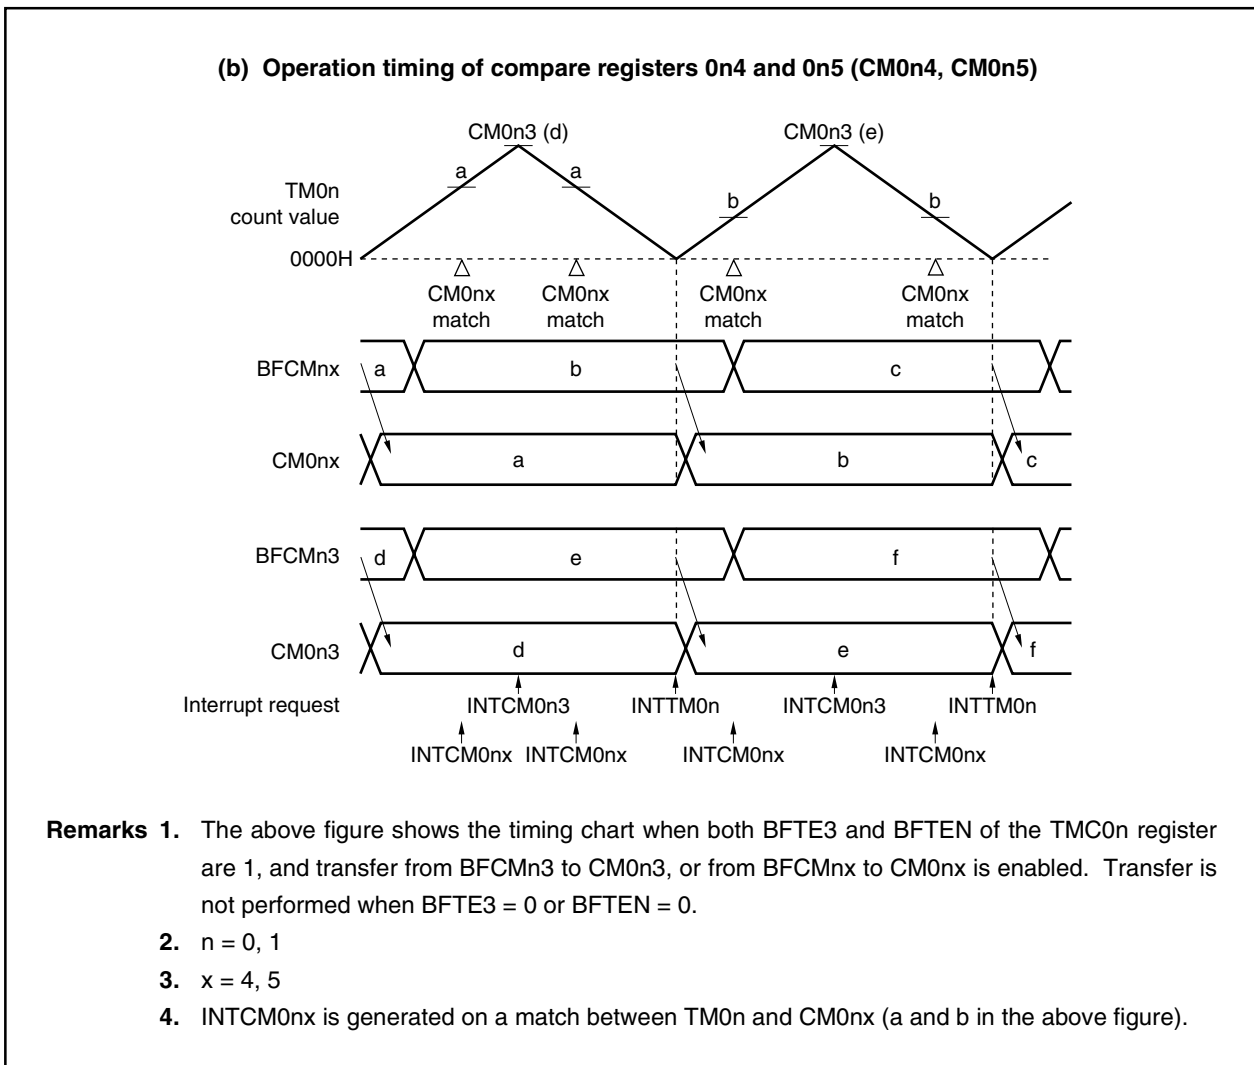 (b) Operation timing of compare registers 0n4 and 0n5 (CM0n4, CM0n5)
CM0n3 (d) CM0n3 (e)
a a
b b
TM0n
count value
0000H
CM0nx CM0nx CM0nx CM0nx
match match match match
BFCMnx a b c
CM0nx a b c
BFCMn3 d e f
CM0n3 d e f
Interrupt request INTCM0n3 INTTM0n INTCM0n3 INTTM0n
INTCM0nx INTCM0nx INTCM0nx INTCM0nx
Remarks 1. The above figure shows the timing chart when both BFTE3 and BFTEN of the TMC0n register
are 1, and transfer from BFCMn3 to CM0n3, or from BFCMnx to CM0nx is enabled. Transfer is
not performed when BFTE3 = 0 or BFTEN = 0.
2. n = 0, 1
3. x = 4, 5
4. INTCM0nx is generated on a match between TM0n and CM0nx (a and b in the above figure).